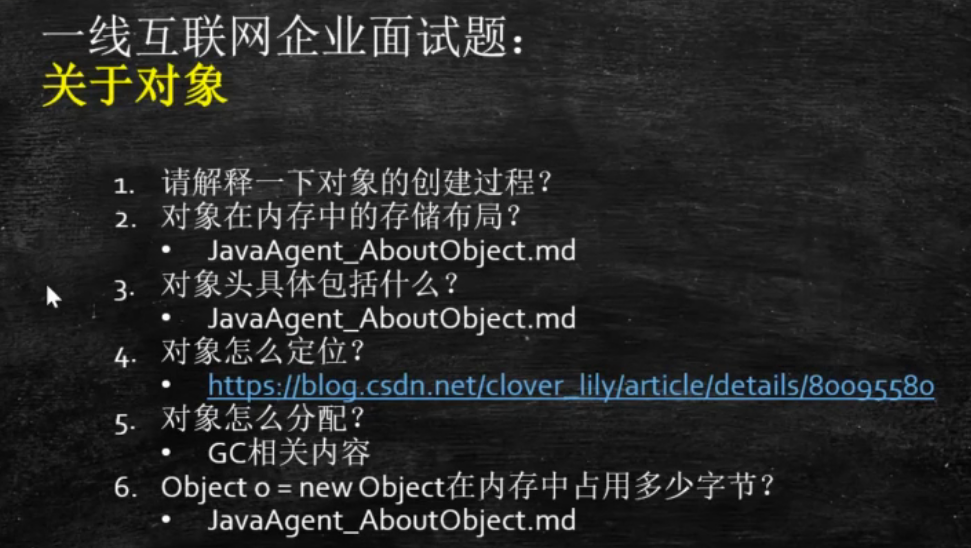 一线互联网企业面试题：
关于对象
1. 请解释一下对象的创建过程？
2. 对象在内存中的存储布局？
• JavaAgent_AboutObject.md
3. 对象头具体包括什么？
• JavaAgent_AboutObject.md
4. 对象怎么定位？
• https://blog.csdn.net/clover_lily/article/details/80095580
5. 对象怎么分配？
• GC相关内容
6. Object o = new Object在内存中占用多少字节？
• JavaAgent_AboutObject.md